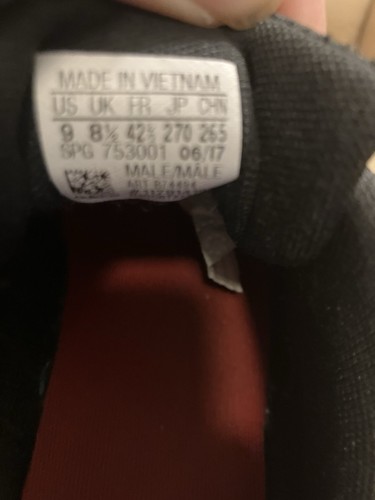 MADE IN VIETNAM
US UK FR JP CHN
9 8½ 42⅔ 270 265
SPG 753001 06/17
MALE/MÂLE
ART